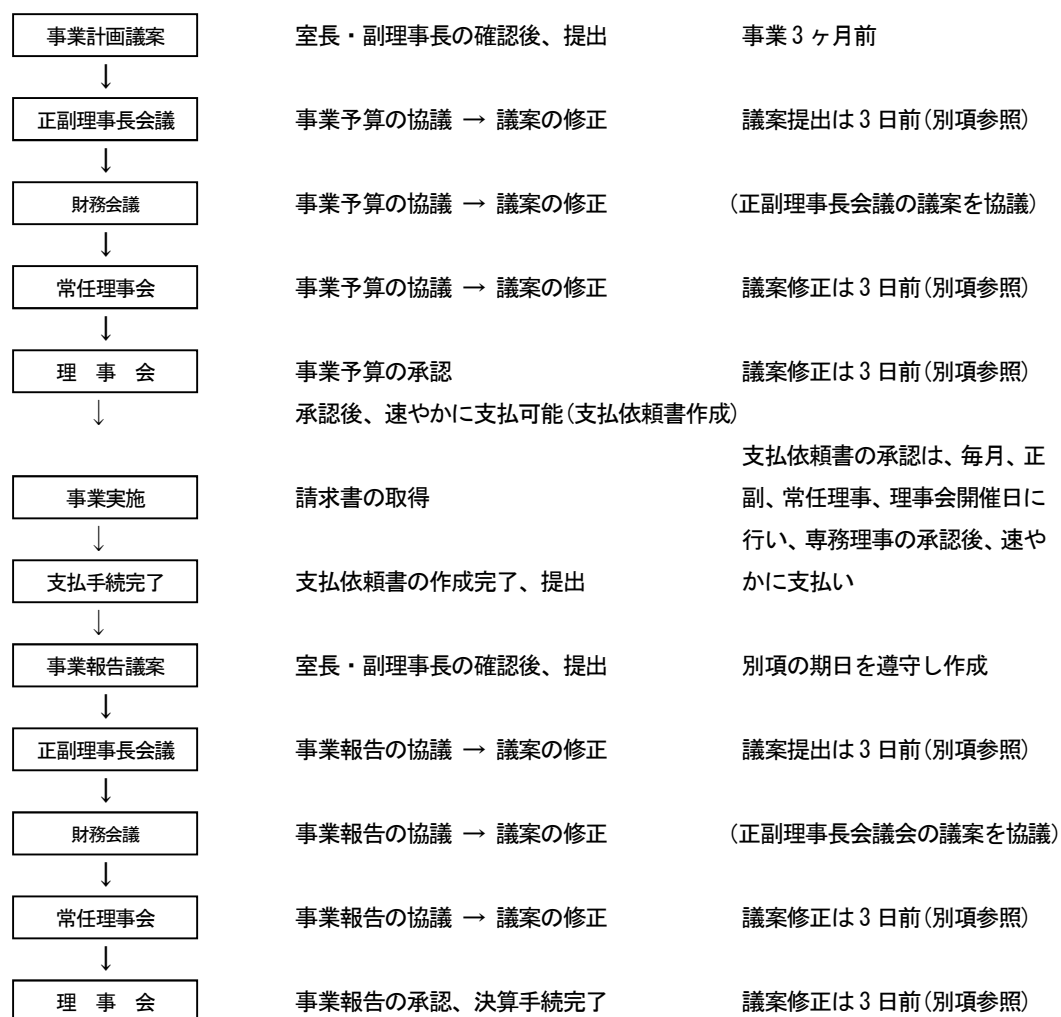 事業計画議案 室長・副理事長の確認後、提出 事業3ヶ月前
↓
正副理事長会議 事業予算の協議 → 議案の修正 議案提出は3日前(別項参照)
↓
財務会議 事業予算の協議 → 議案の修正 (正副理事長会議の議案を協議)
↓
常任理事会 事業予算の協議 → 議案の修正 議案修正は3日前(別項参照)
↓
理 事 会 事業予算の承認 議案修正は3日前(別項参照)
↓ 承認後、速やかに支払可能(支払依頼書作成)
支払依頼書の承認は、毎月、正
事業実施 請求書の取得 副、常任理事、理事会開催日に
↓ 行い、専務理事の承認後、速や
支払手続完了 支払依頼書の作成完了、提出 かに支払い
↓
事業報告議案 室長・副理事長の確認後、提出 別項の期日を遵守し作成
↓
正副理事長会議 事業報告の協議 → 議案の修正 議案提出は3日前(別項参照)
↓
財務会議 事業報告の協議 → 議案の修正 (正副理事長会議会の議案を協議)
↓
常任理事会 事業報告の協議 → 議案の修正 議案修正は3日前(別項参照)
↓
理 事 会 事業報告の承認、決算手続完了 議案修正は3日前(別項参照)